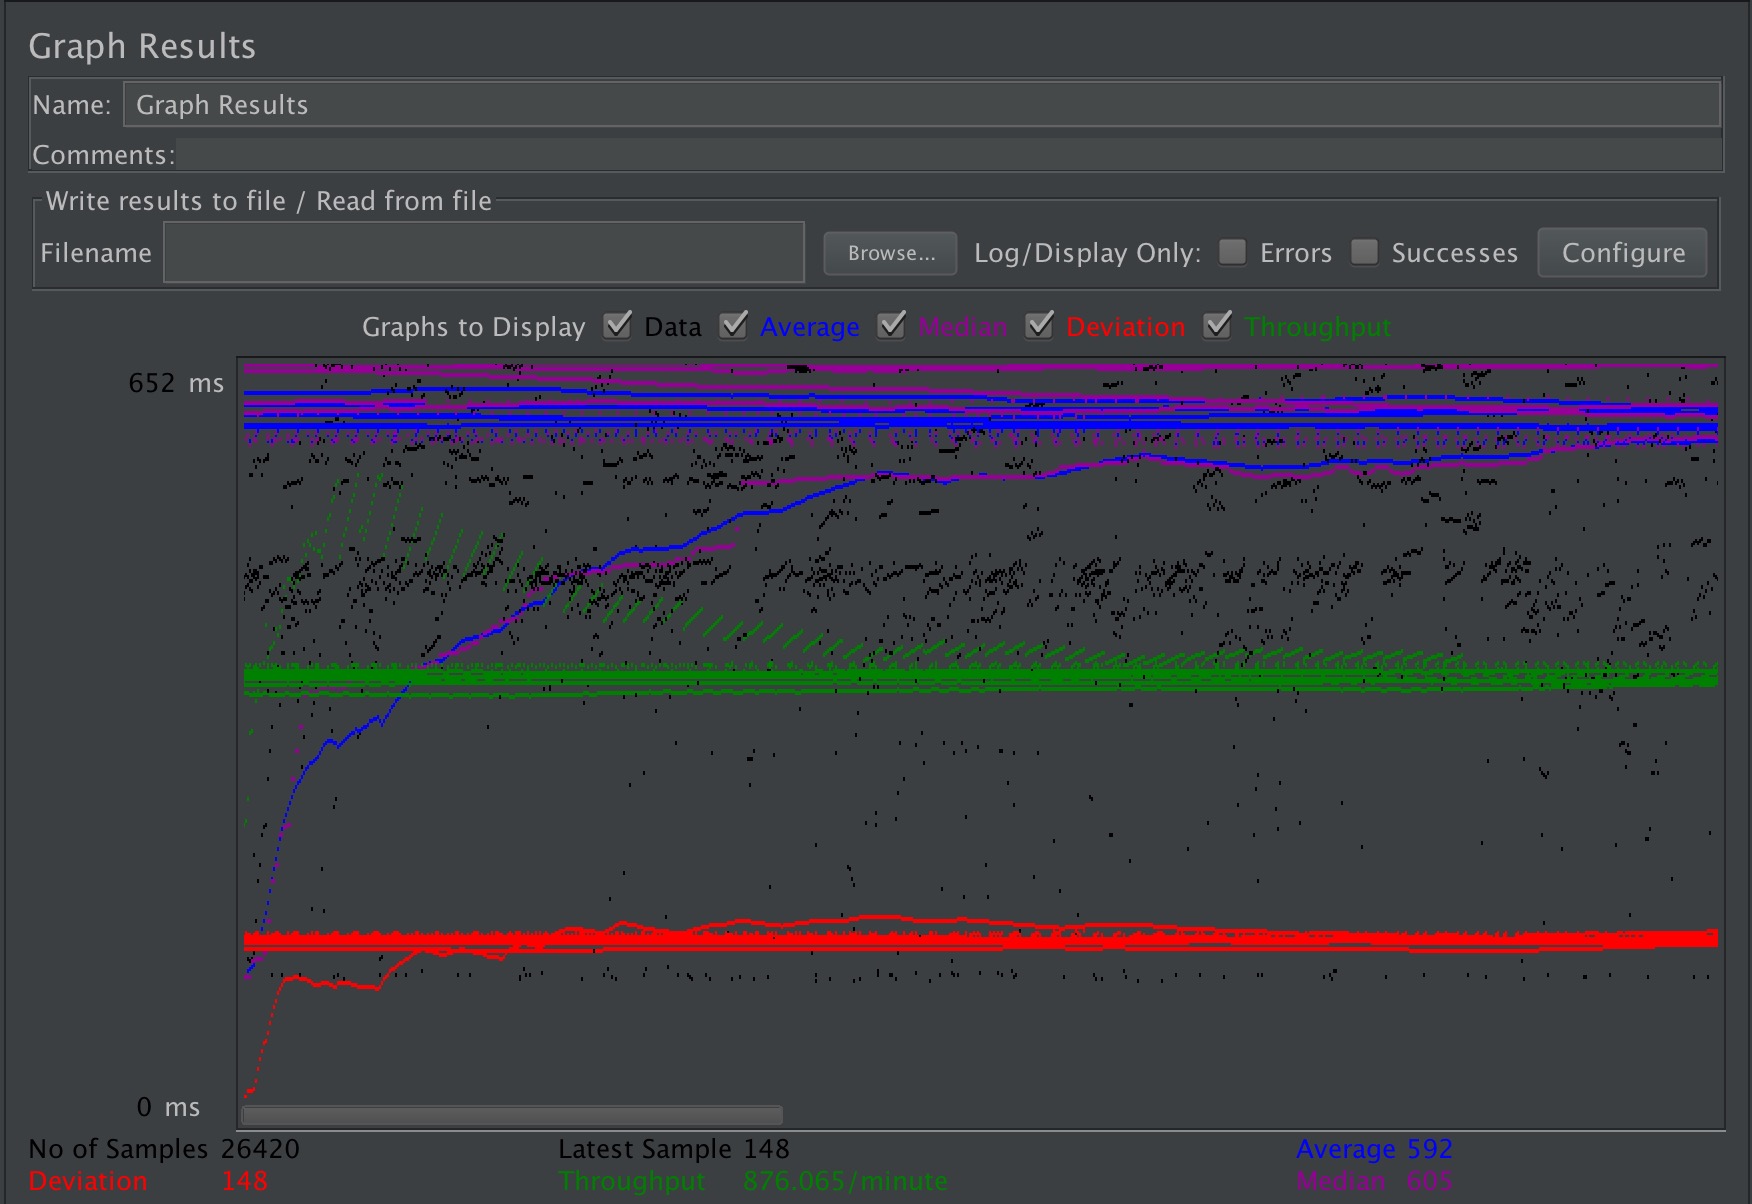 Graph Results
Name: Graph Results
Comments:
Write results to file / Read from file
Filename Browse... Log/Display Only: Errors Successes Configure
Graphs to Display Data Average Median Deviation Throughput
652 ms
0 ms
No of Samples 26420 Latest Sample 148 Average 592
Deviation 148 Throughput 876.065/minute Median 605